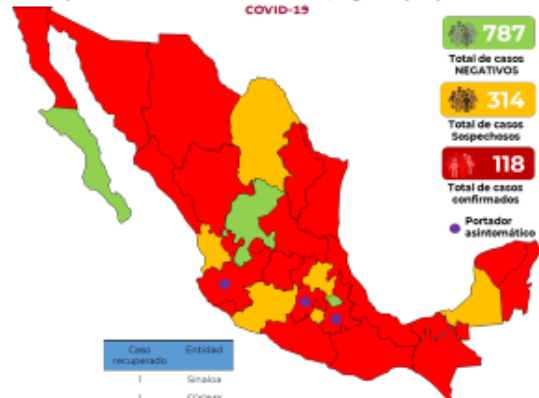 COVID-19
787
Total de casos
NEGATIVOS
314
Total de casos
Sospechosos
118
Total de casos
confirmados
Portador
asintomático
Caso
recuperado
Entidad
1 Sinaloa
1